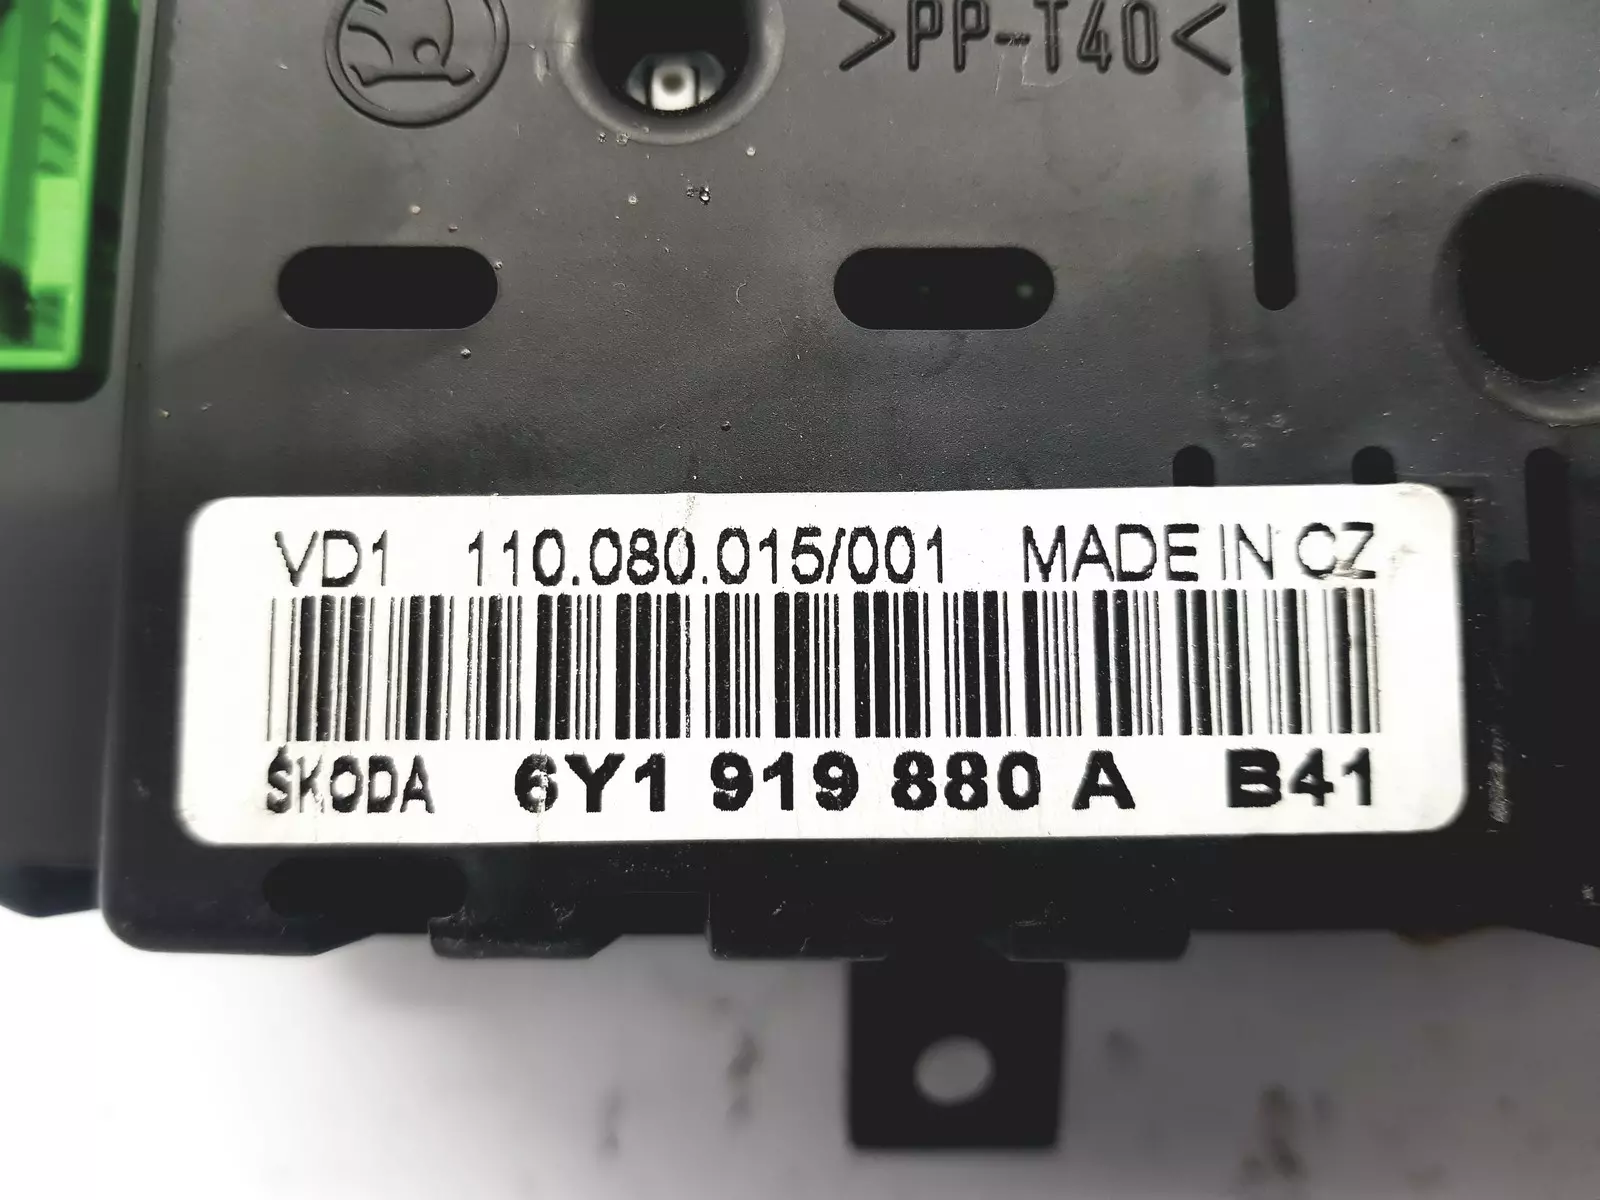 >PP-T40<
VD1 110.080.015/001 MADE IN CZ
ŠKODA 6Y1 919 880 A B41